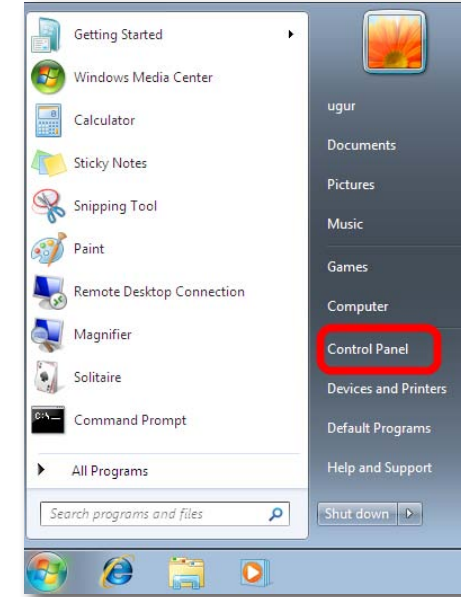 Getting Started
Windows Media Center
Calculator
Sticky Notes
Snipping Tool
Paint
Remote Desktop Connection
Magnifier
Solitaire
Command Prompt
All Programs
Search programs and files
ugur
Documents
Pictures
Music
Games
Computer
Control Panel
Devices and Printers
Default Programs
Help and Support
Shut down